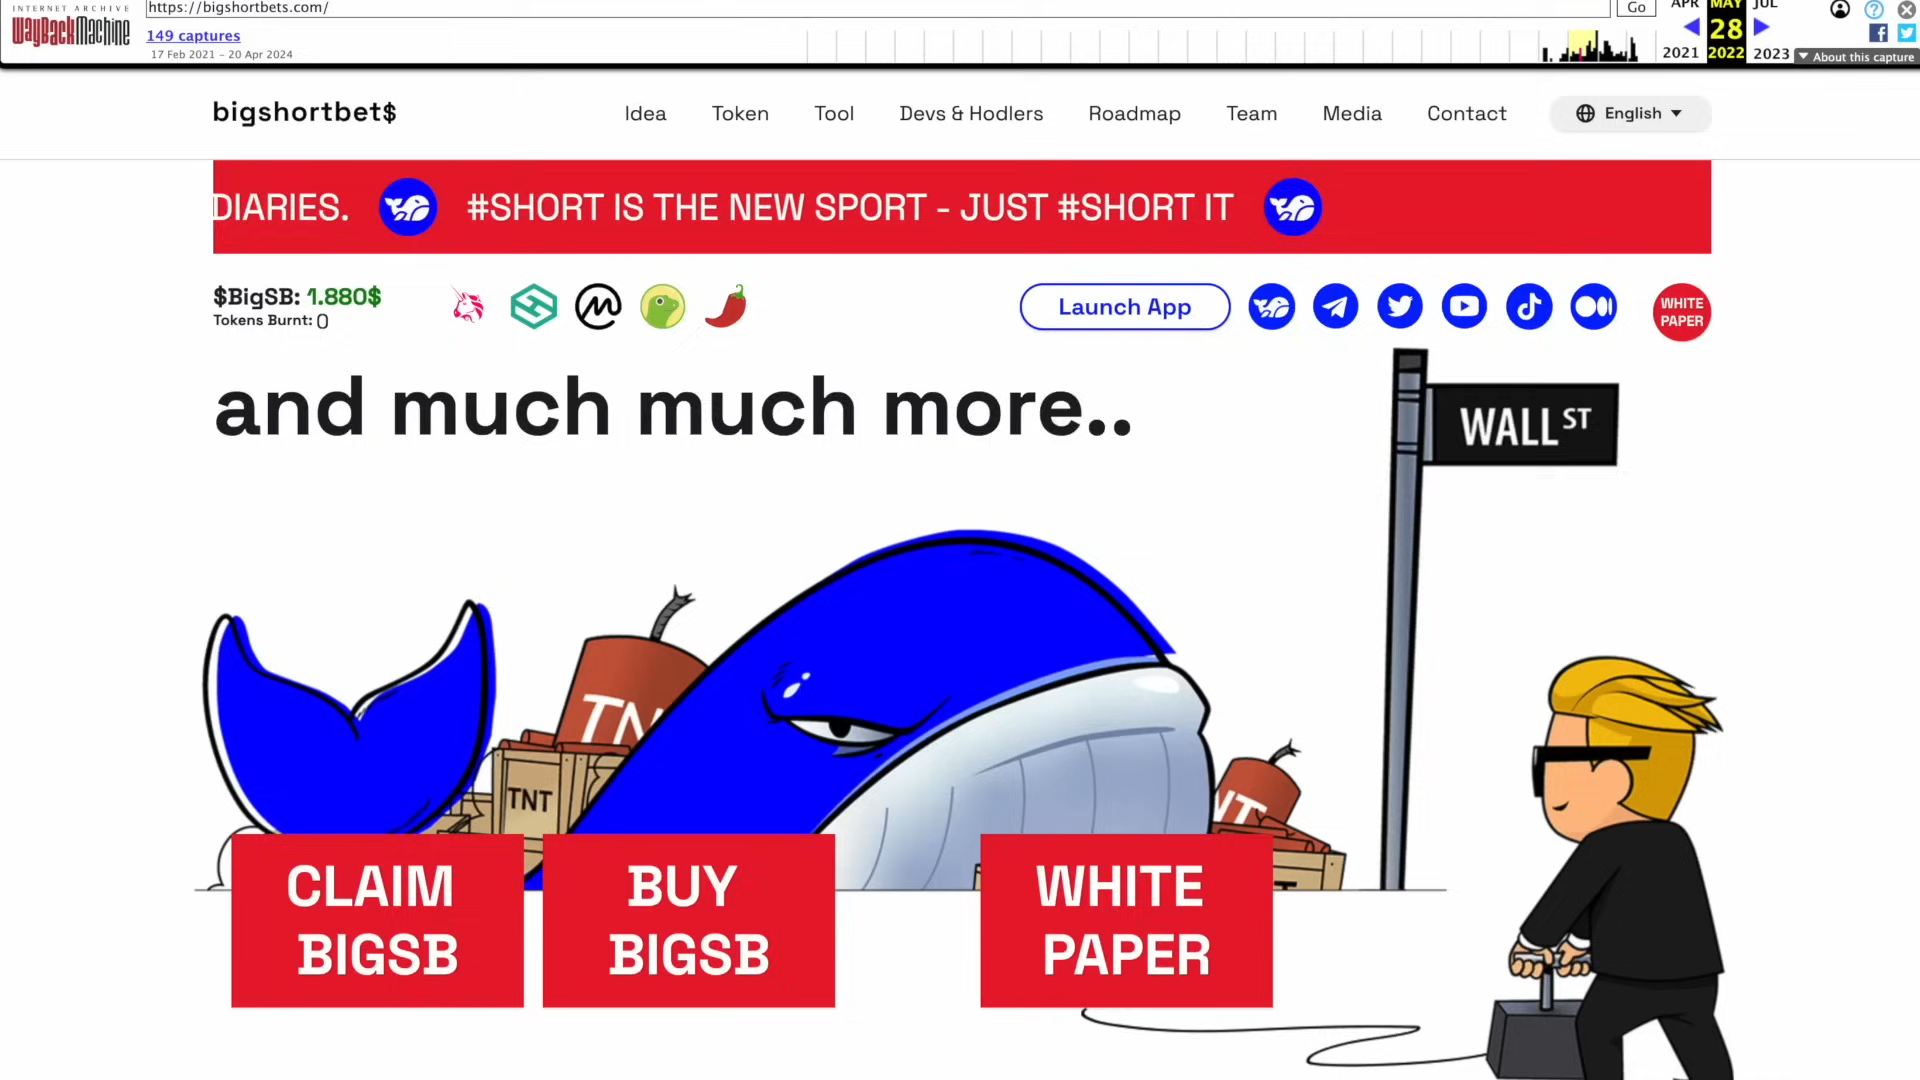 INTERNET ARCHIVE
WayBackMachine
https://bigshortbets.com/
Go
149 captures
17 Feb 2021 – 20 Apr 2024
APR MAY JUL
28
2021 2022 2023
About this capture
bigshortbet$
Idea Token Tool Devs & Hodlers Roadmap Team Media Contact English
DIARIES. #SHORT IS THE NEW SPORT - JUST #SHORT IT
$BigSB: 1.880$
Tokens Burnt: 0
Launch App
WHITE
PAPER
and much much more..
WALL ST
TN
TNT
NT
CLAIM
BIGSB
BUY
BIGSB
WHITE
PAPER